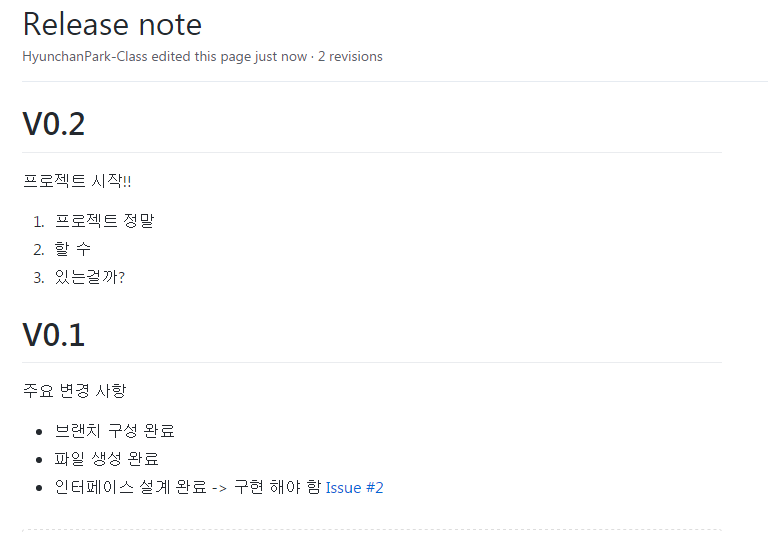 Release note
HyunchanPark-Class edited this page just now · 2 revisions
V0.2
프로젝트 시작!!
1. 프로젝트 정말
2. 할 수
3. 있는걸까?
V0.1
주요 변경 사항
• 브랜치 구성 완료
• 파일 생성 완료
• 인터페이스 설계 완료 -> 구현 해야 함 Issue #2